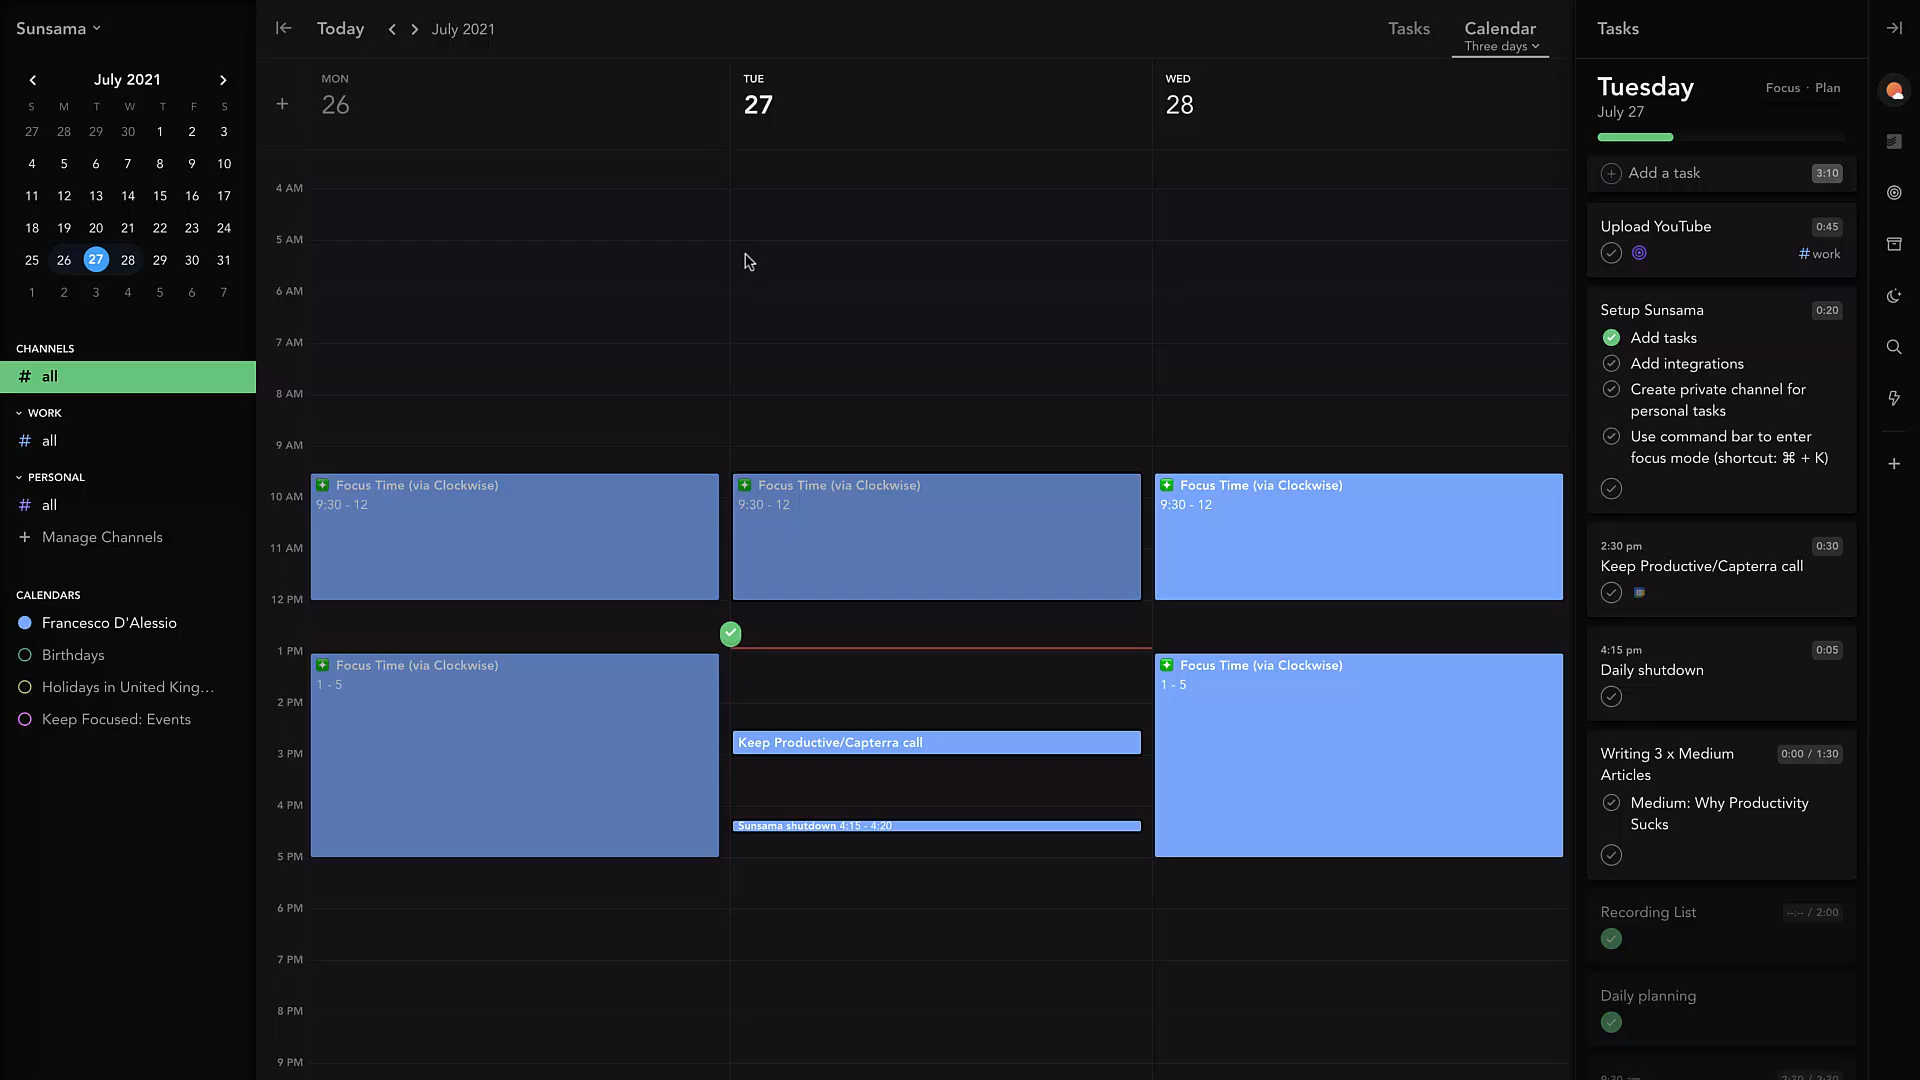 Sunsama
July 2021
S M T W T F S
27 28 29 30 1 2 3
4 5 6 7 8 9 10
11 12 13 14 15 16 17
18 19 20 21 22 23 24
25 26 27 28 29 30 31
1 2 3 4 5 6 7
CHANNELS
# all
WORK
# all
PERSONAL
# all
+ Manage Channels
CALENDARS
Francesco D'Alessio
Birthdays
Holidays in United King...
Keep Focused: Events
Today
July 2021
Tasks
Calendar
Three days
MON
26
TUE
27
WED
28
4 AM
5 AM
6 AM
7 AM
8 AM
9 AM
10 AM
11 AM
12 PM
1 PM
2 PM
3 PM
4 PM
5 PM
6 PM
7 PM
8 PM
9 PM
Focus Time (via Clockwise)
9:30 - 12
Focus Time (via Clockwise)
1 - 5
Focus Time (via Clockwise)
9:30 - 12
Keep Productive/Capterra call
Sunsama shutdown 4:15 - 4:20
Focus Time (via Clockwise)
9:30 - 12
Focus Time (via Clockwise)
1 - 5
Tasks
Tuesday
Focus · Plan
July 27
Add a task 3:10
Upload YouTube 0:45
#work
Setup Sunsama 0:20
Add tasks
Add integrations
Create private channel for
personal tasks
Use command bar to enter
focus mode (shortcut: ⌘ + K)
2:30 pm 0:30
Keep Productive/Capterra call
4:15 pm 0:05
Daily shutdown
Writing 3 x Medium 0:00 / 1:30
Articles
Medium: Why Productivity
Sucks
Recording List --:-- / 2:00
Daily planning